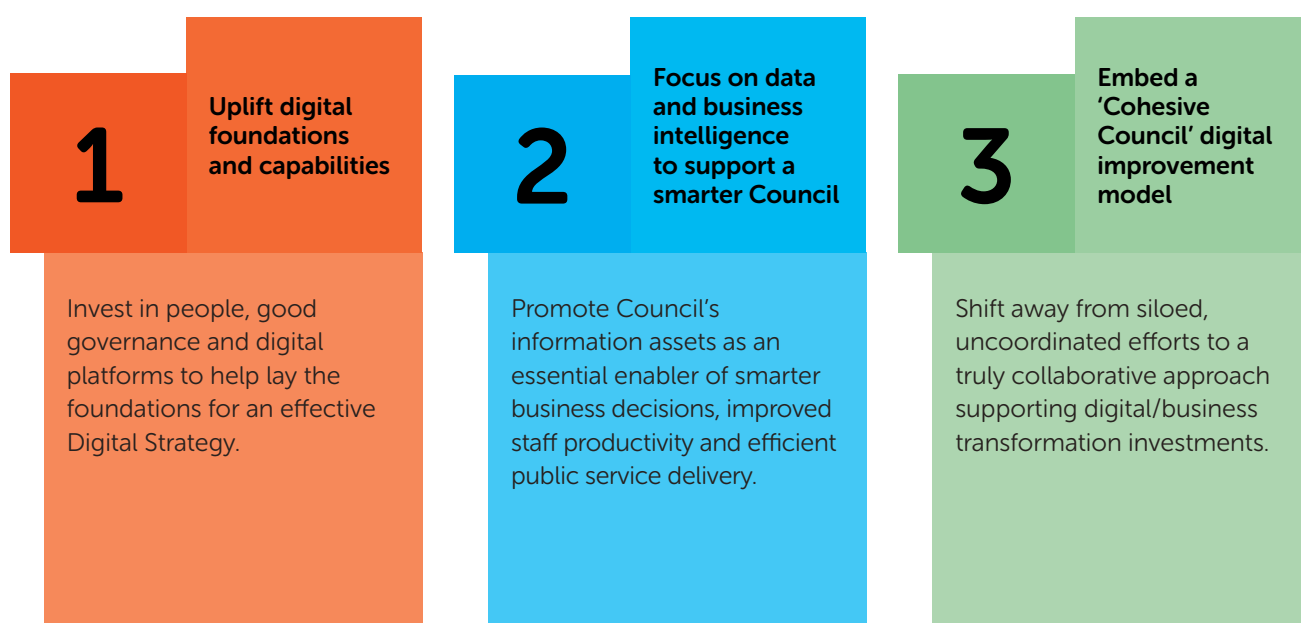 1
Uplift digital
foundations
and capabilities
Invest in people, good
governance and digital
platforms to help lay the
foundations for an effective
Digital Strategy.
2
Focus on data
and business
intelligence
to support a
smarter Council
Promote Council’s
information assets as an
essential enabler of smarter
business decisions, improved
staff productivity and efficient
public service delivery.
3
Embed a
‘Cohesive
Council’ digital
improvement
model
Shift away from siloed,
uncoordinated efforts to a
truly collaborative approach
supporting digital/business
transformation investments.